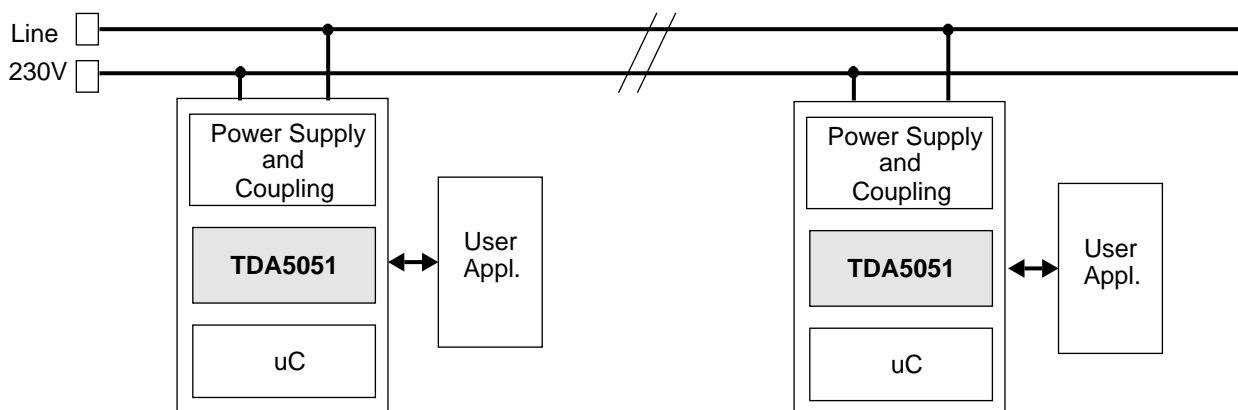 Line
230V
Power Supply
and
Coupling
TDA5051
uC
User
Appl.
Power Supply
and
Coupling
TDA5051
uC
User
Appl.